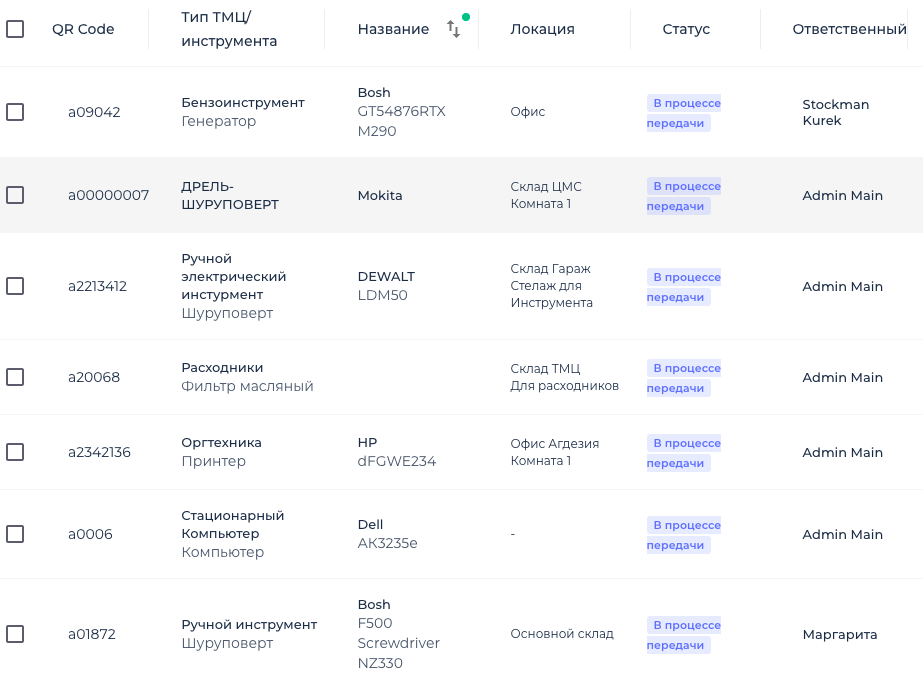 QR Code
Тип ТМЦ/
инструмента
Название
Локация
Статус
Ответственный
a09042
Бензоинструмент
Генератор
Bosh
GT54876RTX
M290
Офис
В процессе
передачи
Stockman
Kurek
a00000007
ДРЕЛЬ-
ШУРУПОВЕРТ
Mokita
Склад ЦМС
Комната 1
В процессе
передачи
Admin Main
a2213412
Ручной
электрический
инстурмент
Шуруповерт
DEWALT
LDM50
Склад Гараж
Стелаж для
Инструмента
В процессе
передачи
Admin Main
a20068
Расходники
Фильтр масляный
Склад ТМЦ
Для расходников
В процессе
передачи
Admin Main
a2342136
Оргтехника
Принтер
HP
dFGWE234
Офис Агдезия
Комната 1
В процессе
передачи
Admin Main
a0006
Стационарный
Компьютер
Компьютер
Dell
АК3235е
-
В процессе
передачи
Admin Main
a01872
Ручной инструмент
Шуруповерт
Bosh
F500
Screwdriver
NZ330
Основной склад
В процессе
передачи
Маргарита